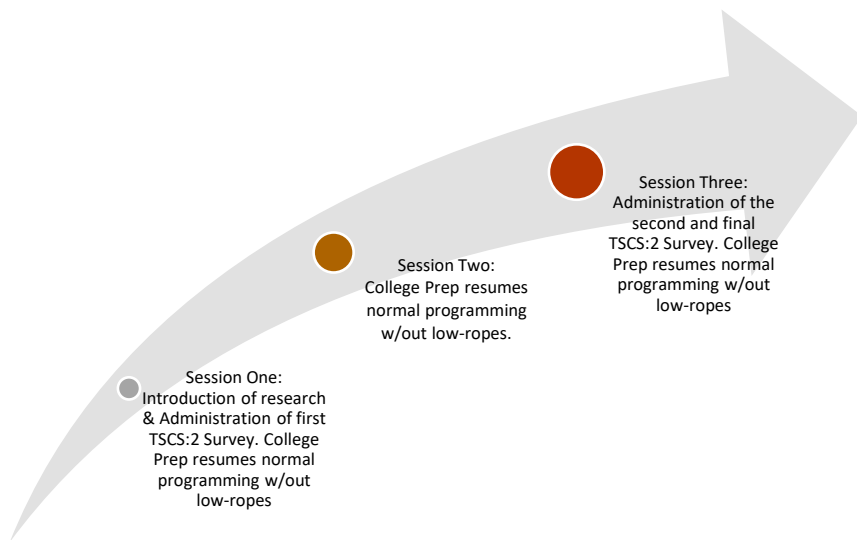 Session One:
Introduction of research
& Administration of first
TSCS:2 Survey. College
Prep resumes normal
programming w/out
low-ropes
Session Two:
College Prep resumes
normal programming
w/out low-ropes.
Session Three:
Administration of the
second and final
TSCS:2 Survey. College
Prep resumes normal
programming w/out
low-ropes